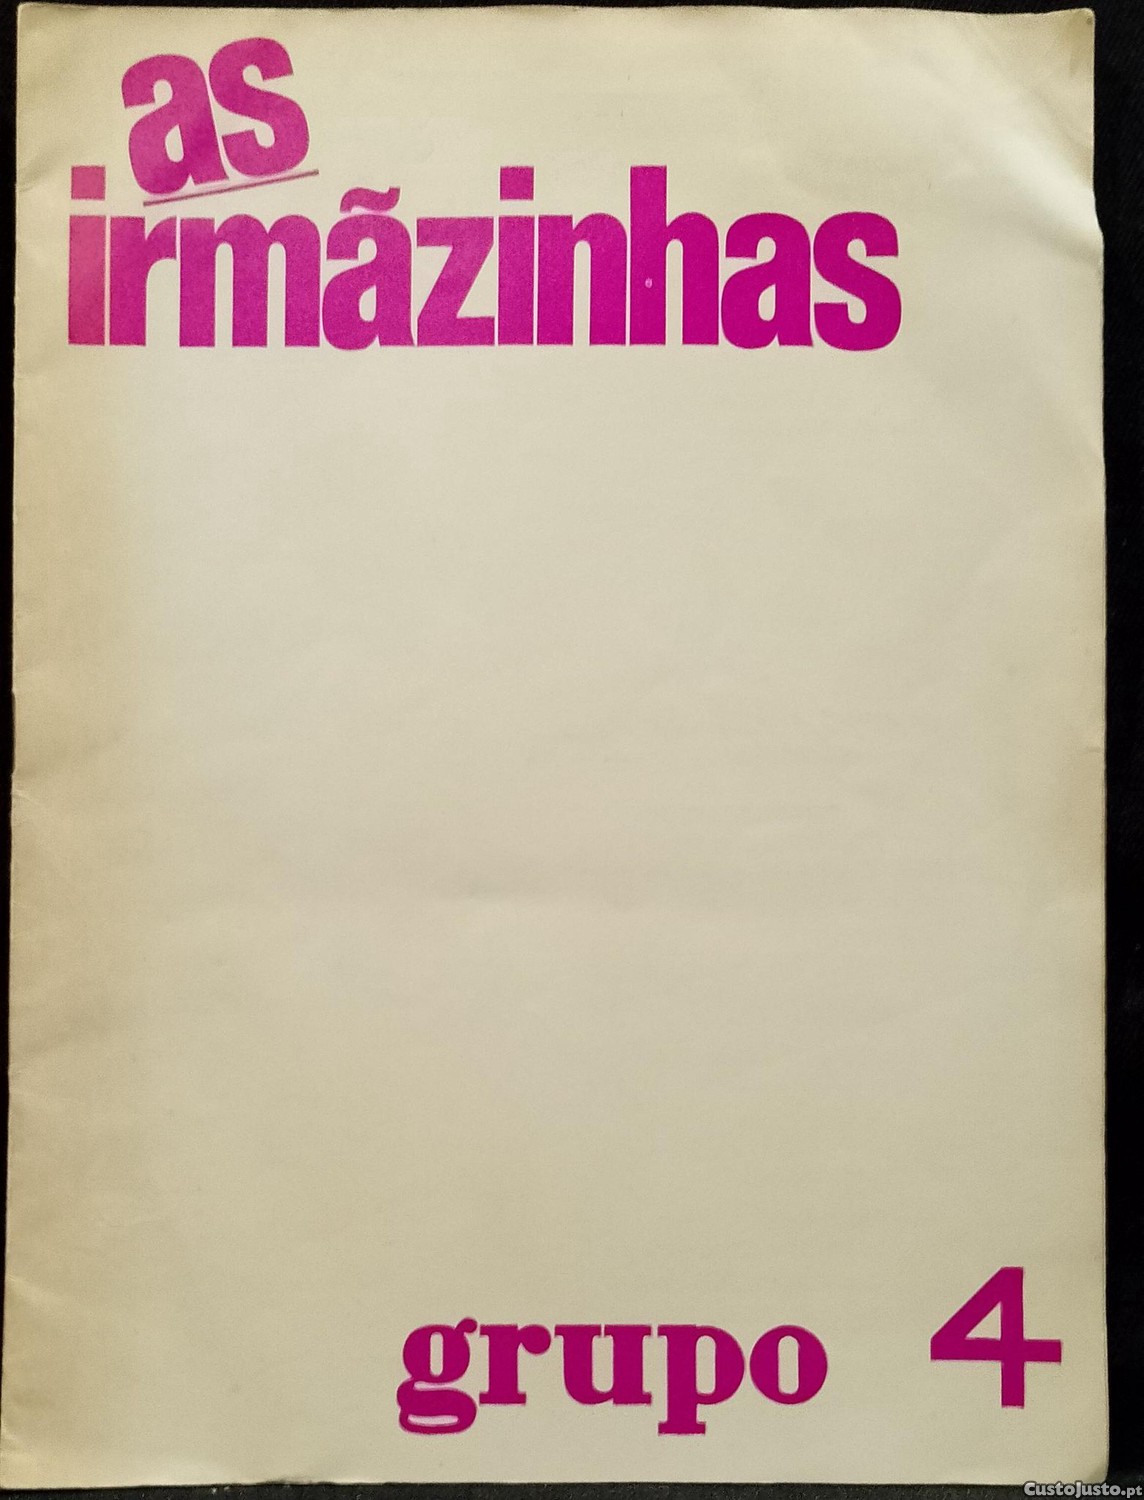 as
irmãzinhas
grupo 4
CustoJusto.pt